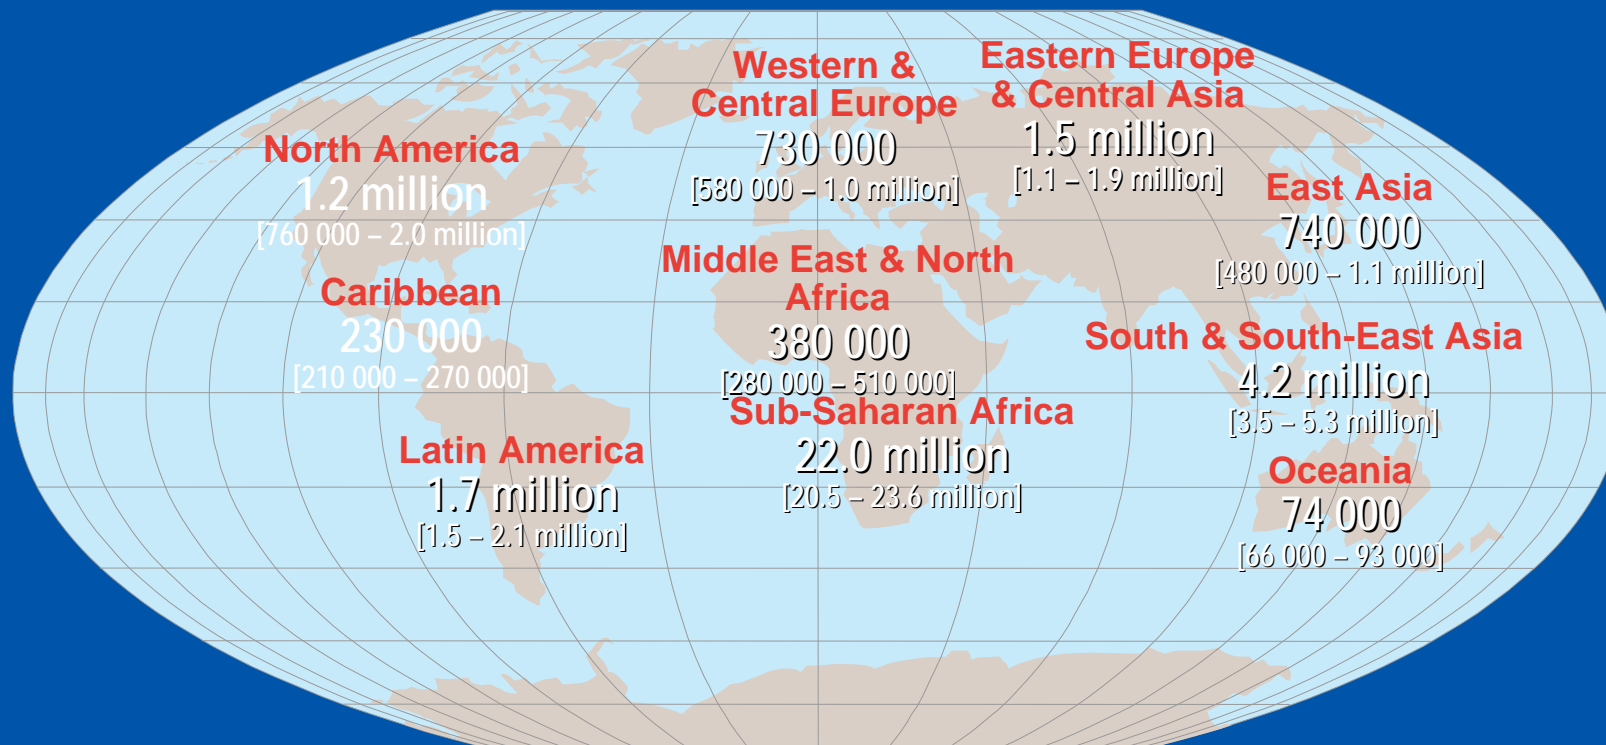 Western &
Central Europe
730 000
[580 000 – 1.0 million]
Eastern Europe
& Central Asia
1.5 million
[1.1 – 1.9 million]
North America
1.2 million
[760 000 – 2.0 million]
East Asia
740 000
[480 000 – 1.1 million]
Middle East & North
Africa
380 000
[280 000 – 510 000]
Caribbean
230 000
[210 000 – 270 000]
South & South-East Asia
4.2 million
[3.5 – 5.3 million]
Sub-Saharan Africa
22.0 million
[20.5 – 23.6 million]
Latin America
1.7 million
[1.5 – 2.1 million]
Oceania
74 000
[66 000 – 93 000]